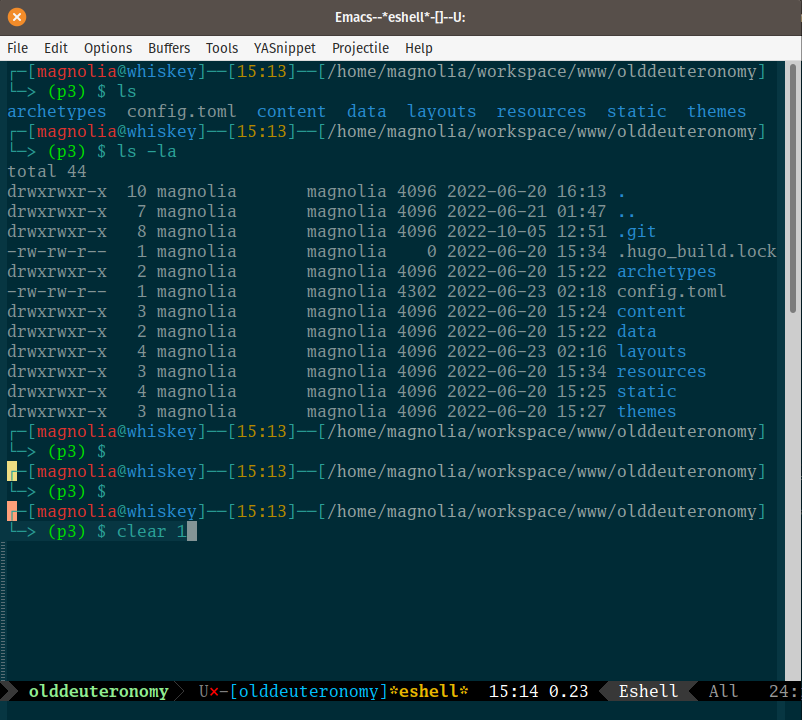 Emacs--*eshell*-[]--U:
File Edit Options Buffers Tools YASnippet Projectile Help
┌─[magnolia@whiskey]──[15:13]──[/home/magnolia/workspace/www/olddeuteronomy]
└─> (p3) $ ls
archetypes  config.toml  content  data  layouts  resources  static  themes
┌─[magnolia@whiskey]──[15:13]──[/home/magnolia/workspace/www/olddeuteronomy]
└─> (p3) $ ls -la
total 44
drwxrwxr-x  10 magnolia       magnolia 4096 2022-06-20 16:13 .
drwxrwxr-x   7 magnolia       magnolia 4096 2022-06-21 01:47 ..
drwxrwxr-x   8 magnolia       magnolia 4096 2022-10-05 12:51 .git
-rw-rw-r--   1 magnolia       magnolia    0 2022-06-20 15:34 .hugo_build.lock
drwxrwxr-x   2 magnolia       magnolia 4096 2022-06-20 15:22 archetypes
-rw-rw-r--   1 magnolia       magnolia 4302 2022-06-23 02:18 config.toml
drwxrwxr-x   3 magnolia       magnolia 4096 2022-06-20 15:24 content
drwxrwxr-x   2 magnolia       magnolia 4096 2022-06-20 15:22 data
drwxrwxr-x   4 magnolia       magnolia 4096 2022-06-23 02:16 layouts
drwxrwxr-x   3 magnolia       magnolia 4096 2022-06-20 15:34 resources
drwxrwxr-x   4 magnolia       magnolia 4096 2022-06-20 15:25 static
drwxrwxr-x   3 magnolia       magnolia 4096 2022-06-20 15:27 themes
┌─[magnolia@whiskey]──[15:13]──[/home/magnolia/workspace/www/olddeuteronomy]
└─> (p3) $
┌─[magnolia@whiskey]──[15:13]──[/home/magnolia/workspace/www/olddeuteronomy]
└─> (p3) $
┌─[magnolia@whiskey]──[15:13]──[/home/magnolia/workspace/www/olddeuteronomy]
└─> (p3) $ clear 1
olddeuteronomy U×-[olddeuteronomy]*eshell* 15:14 0.23 Eshell All 24: